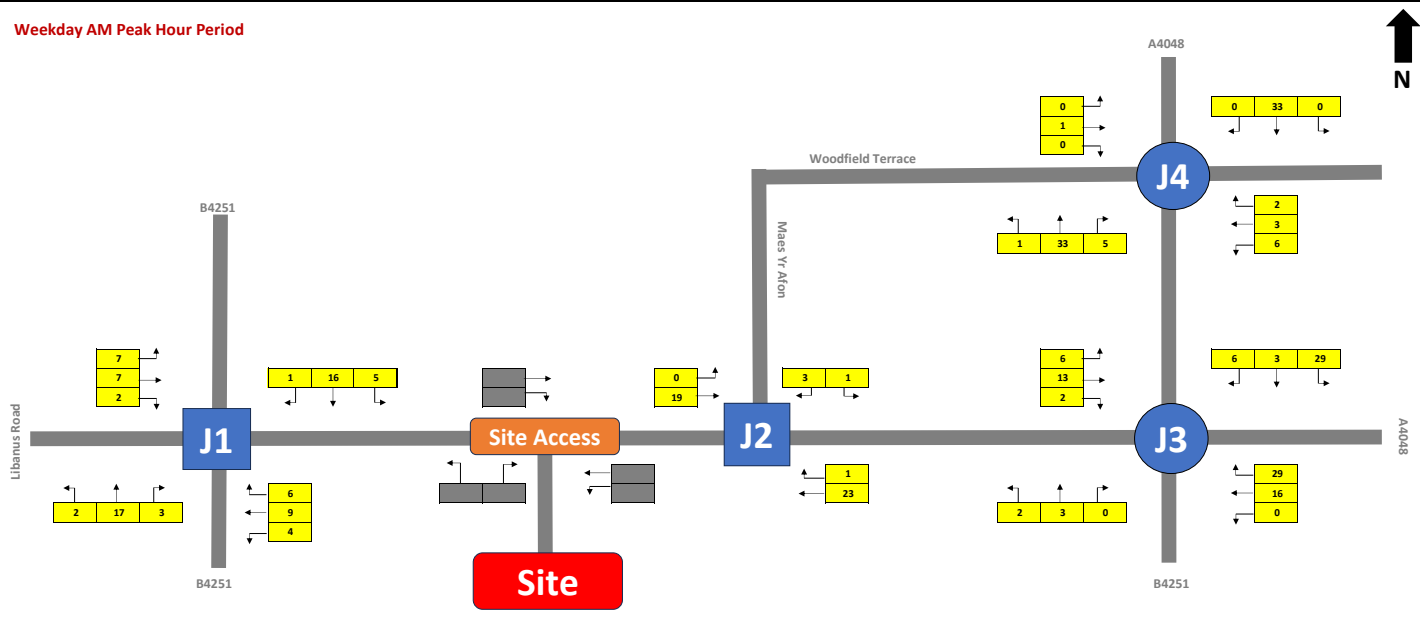 Weekday AM Peak Hour Period
N
A4048
0
1
0
0 33 0
Woodfield Terrace
J4
2
3
6
1 33 5
Maes Yr Afon
B4251
7
7
2
1 16 5
0
19
3 1
6
13
2
6 3 29
Libanus Road
J1
Site Access
J2
J3
A4048
2 17 3
6
9
4
1
23
2 3 0
29
16
0
B4251
Site
B4251